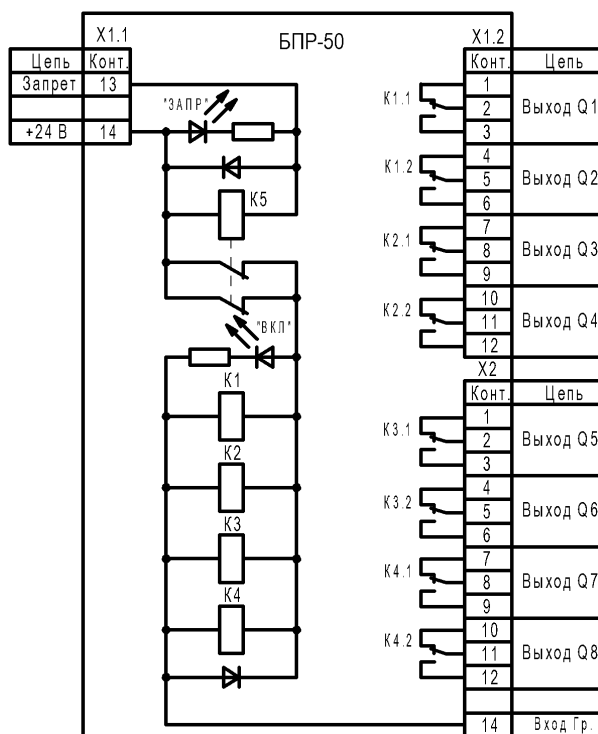 БПР-50
X1.1
Цепь Конт.
Запрет 13
+24 В 14
"ЗАПР"
K5
"ВКЛ"
K1
K2
K3
K4
X1.2
Конт. Цепь
K1.1
1
2 Выход Q1
3
K1.2
4
5 Выход Q2
6
K2.1
7
8 Выход Q3
9
K2.2
10
11 Выход Q4
12
X2
Конт. Цепь
K3.1
1
2 Выход Q5
3
K3.2
4
5 Выход Q6
6
K4.1
7
8 Выход Q7
9
K4.2
10
11 Выход Q8
12
14 Вход Гр.